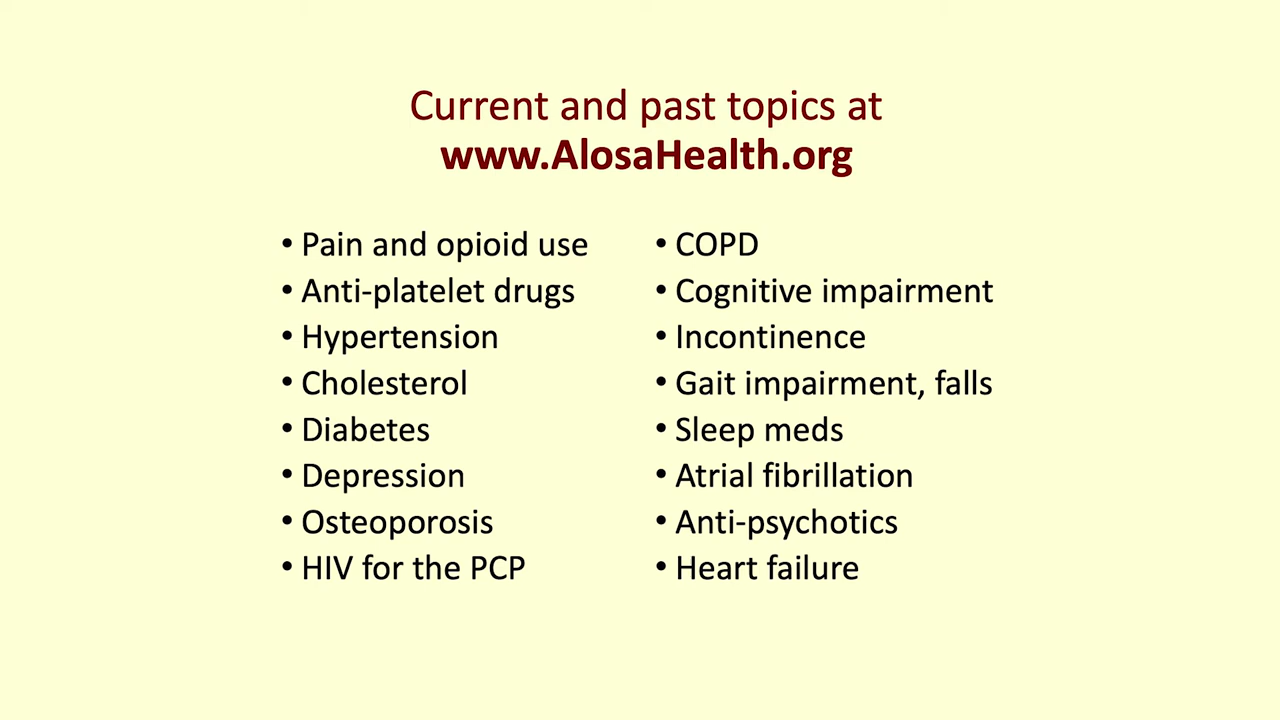 Current and past topics at
www.AlosaHealth.org
• Pain and opioid use
• Anti-platelet drugs
• Hypertension
• Cholesterol
• Diabetes
• Depression
• Osteoporosis
• HIV for the PCP
• COPD
• Cognitive impairment
• Incontinence
• Gait impairment, falls
• Sleep meds
• Atrial fibrillation
• Anti-psychotics
• Heart failure